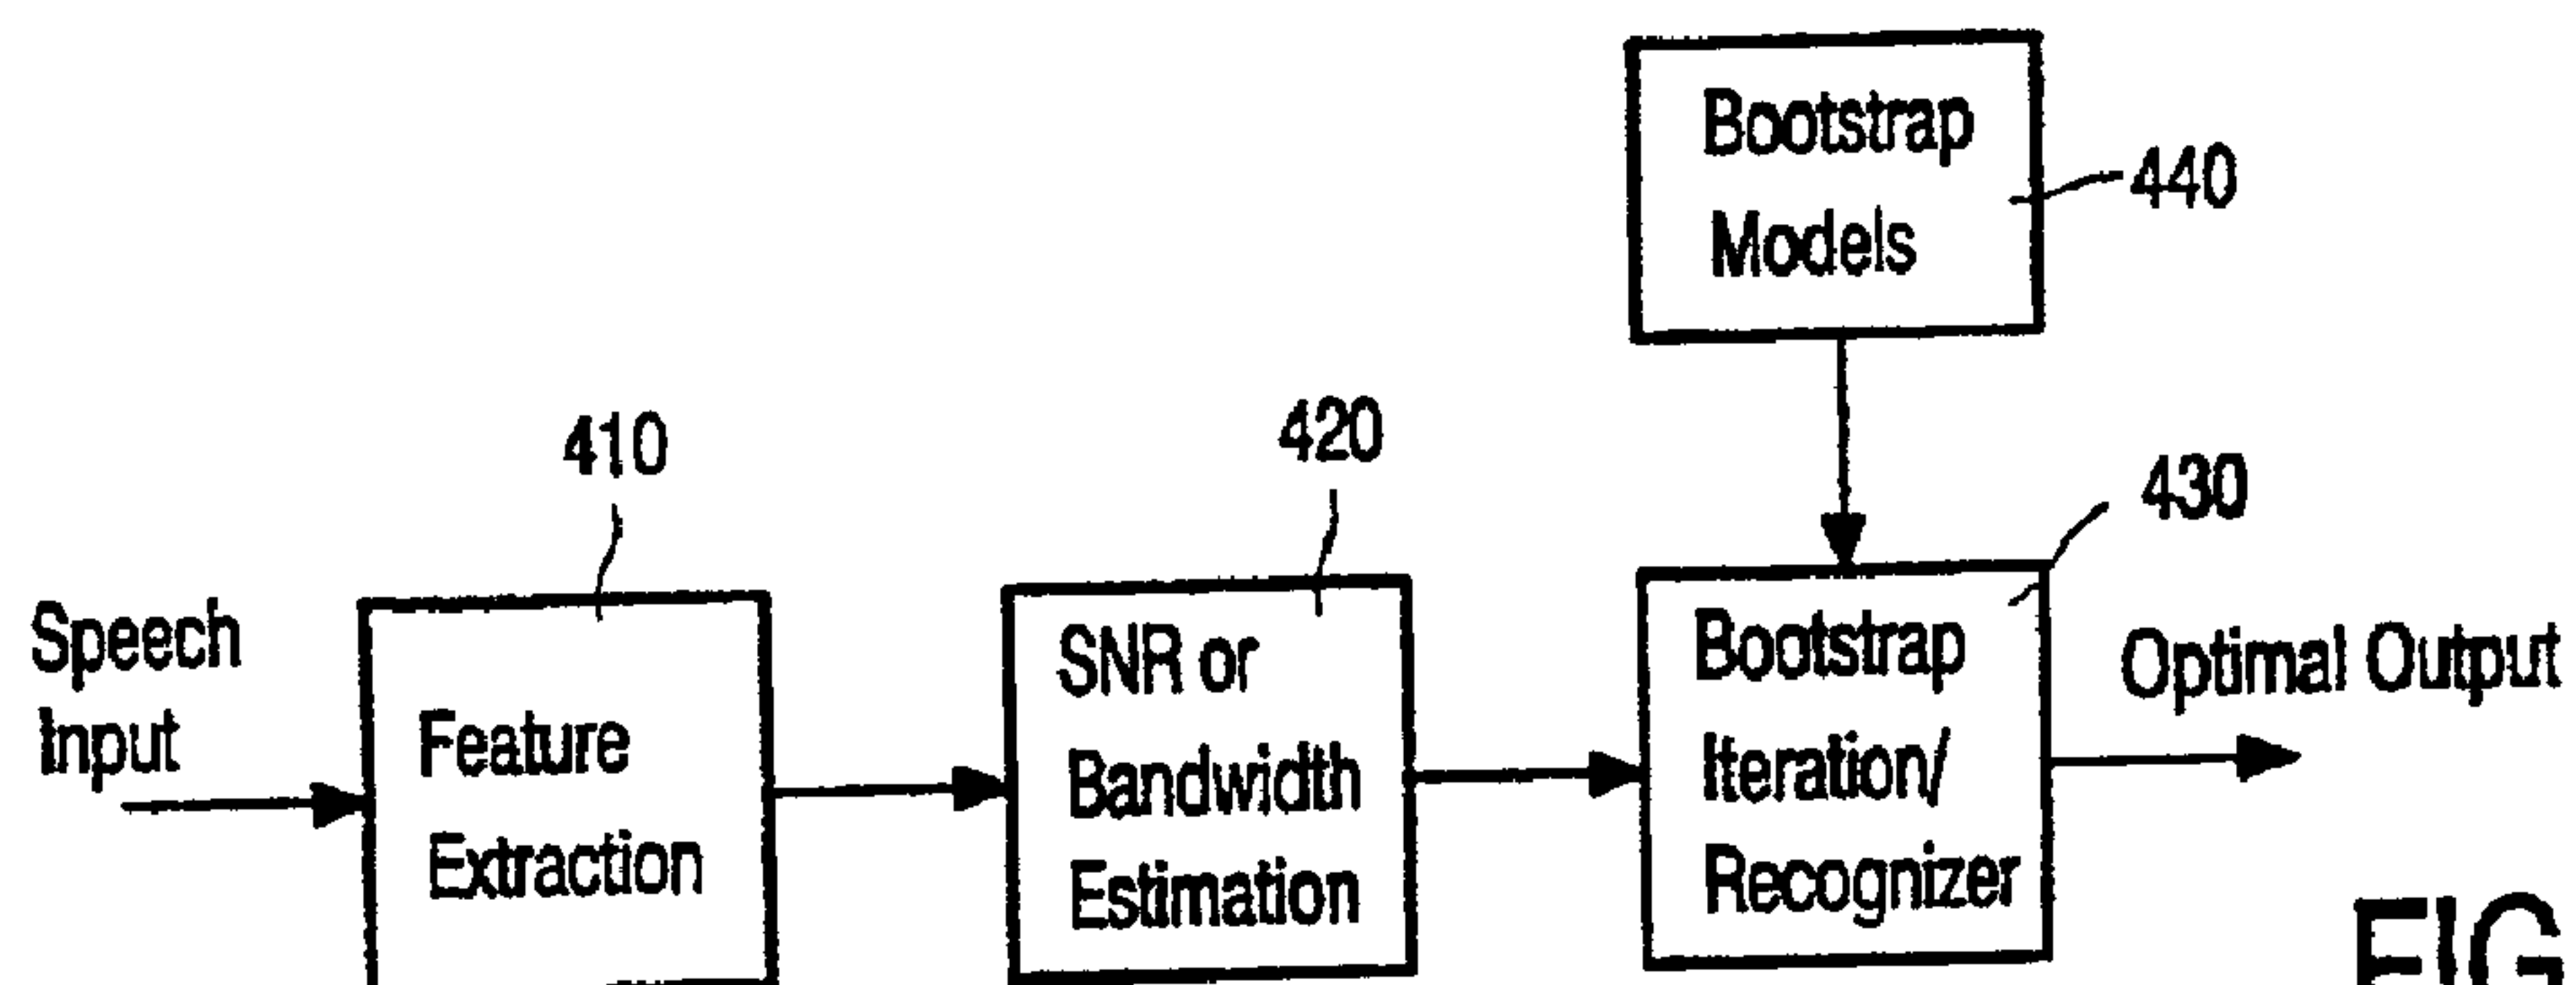 Bootstrap
Models
440
410
420
430
Speech
Input
Feature
Extraction
SNR or
Bandwidth
Estimation
Bootstrap
Iteration/
Recognizer
Optimal Output
FIG